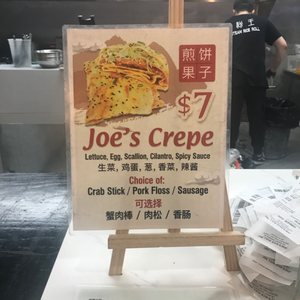 煎饼
果子
$7
Joe's Crepe
Lettuce, Egg, Scallion, Cilantro, Spicy Sauce
生菜, 鸡蛋, 葱, 香菜, 辣酱
Choice of:
Crab Stick / Pork Floss / Sausage
可选择
蟹肉棒 / 肉松 / 香肠